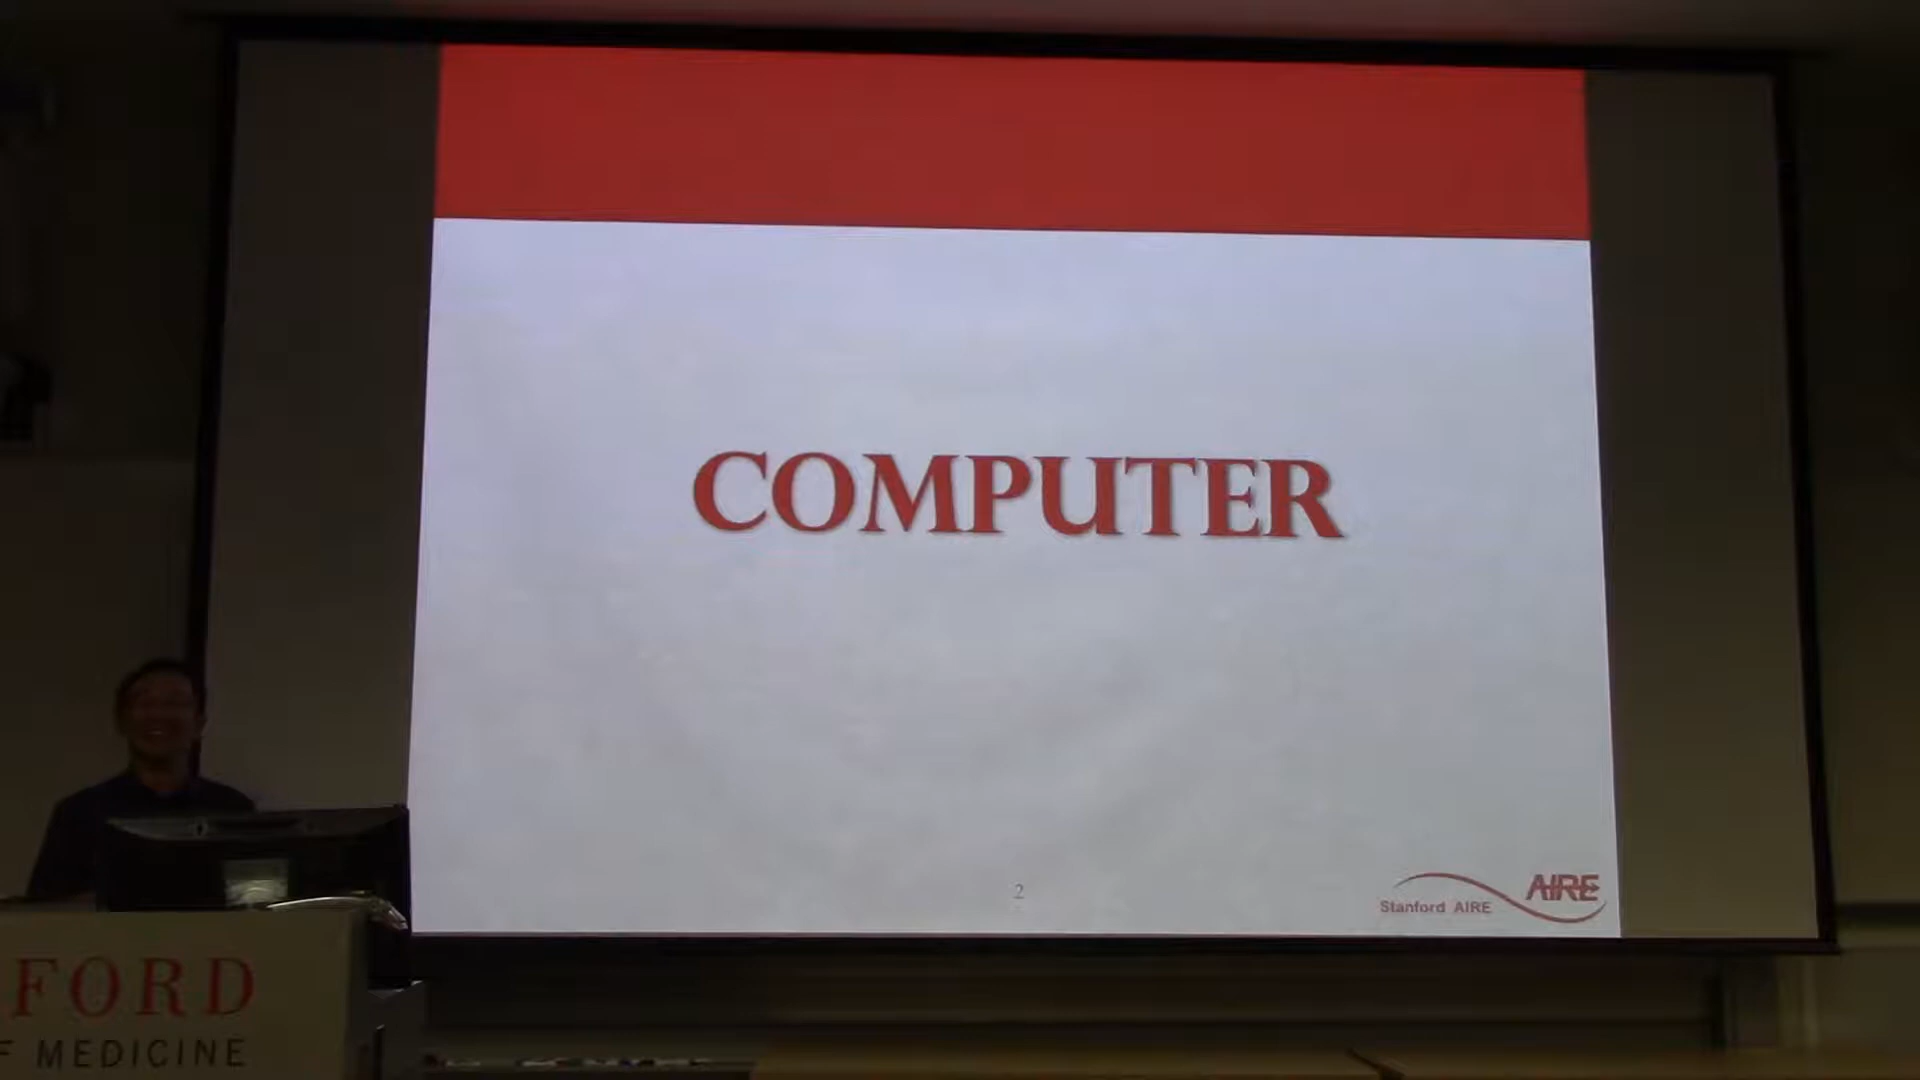 COMPUTER
2
Stanford AIRE
AIRE
FORD
F MEDICINE